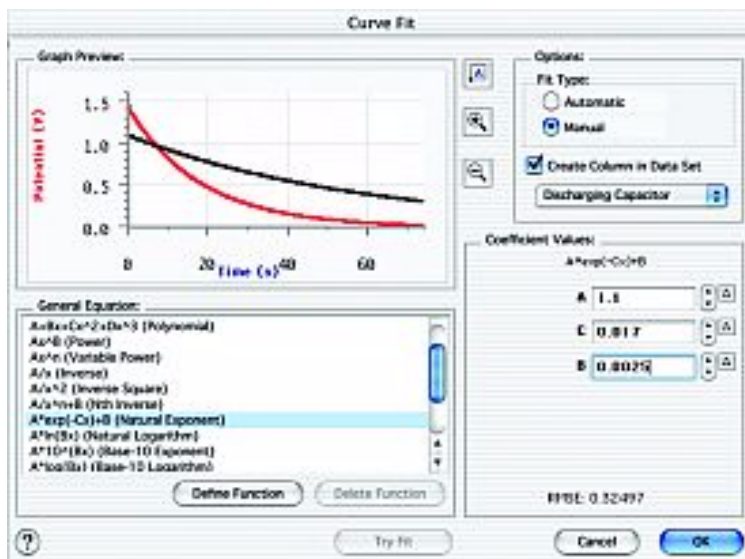 Curve Fit
Graph Preview:
Potential (V)
1.5
1.0
0.5
0.0
0
20
40
60
Time (s)
Options:
Fit Type:
Automatic
Manual
Create Column in Data Set
Discharging Capacitor
Coefficient Values:
A*exp(-Cx)+B
A 1.1
C 0.017
B 0.0025
RMSE: 0.32497
General Equation:
A+Bx+Cx^2+Dx^3 (Polynomial)
Ax^B (Power)
Ax^n (Variable Power)
A/x (Inverse)
A/x^2 (Inverse Square)
A/x^n+B (Nth Inverse)
A*exp(-Cx)+B (Natural Exponent)
A*ln(Bx) (Natural Logarithm)
A*10^(Bx) (Base-10 Exponent)
A*log(Bx) (Base-10 Logarithm)
Define Function
Delete Function
?
Try Fit
Cancel
OK